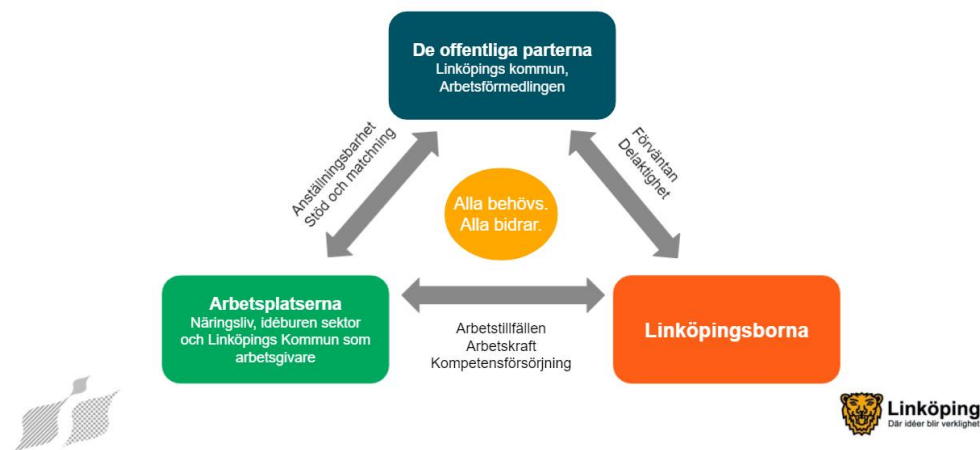 De offentliga parterna
Linköpings kommun,
Arbetsförmedlingen
Anställningsbarhet
Stöd och matchning
Förväntan
Delaktighet
Alla behövs.
Alla bidrar.
Arbetsplatserna
Näringsliv, idéburen sektor
och Linköpings Kommun som
arbetsgivare
Arbetstillfällen
Arbetskraft
Kompetensförsörjning
Linköpingsborna
Linköping
Där idéer blir verklighet